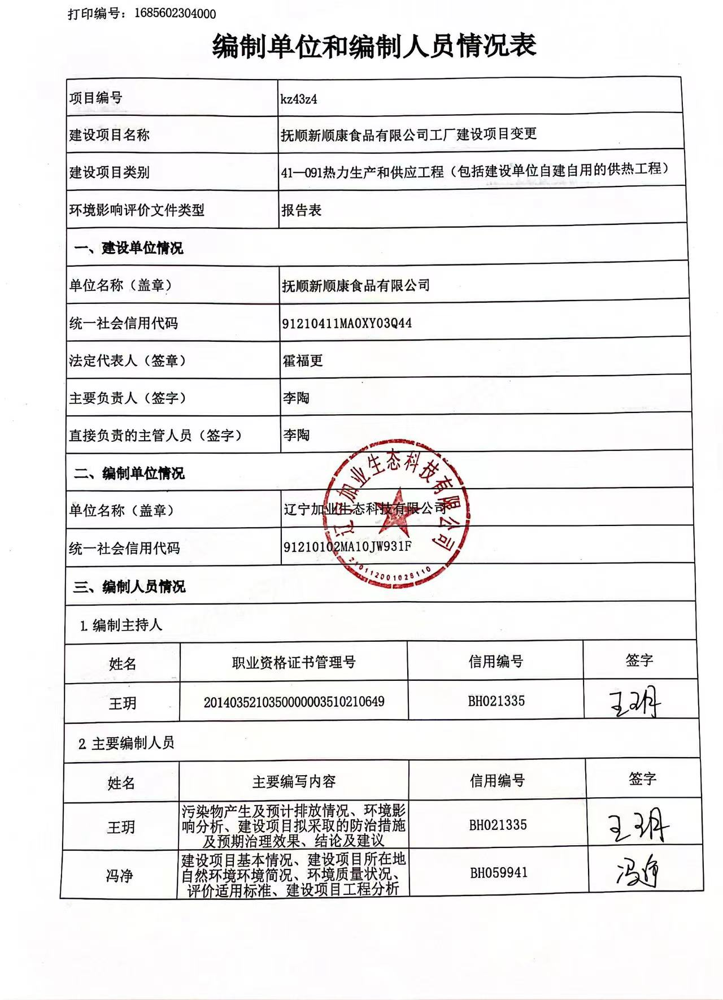 打印编号：1685602304000
编制单位和编制人员情况表
项目编号 kz43z4
建设项目名称 抚顺新顺康食品有限公司工厂建设项目变更
建设项目类别 41—091热力生产和供应工程（包括建设单位自建自用的供热工程）
环境影响评价文件类型 报告表
一、建设单位情况
单位名称（盖章） 抚顺新顺康食品有限公司
统一社会信用代码 91210411MA0XY03Q44
法定代表人（签章） 霍福更
主要负责人（签字） 李陶
直接负责的主管人员（签字） 李陶
二、编制单位情况
单位名称（盖章） 辽宁加业生态科技有限公司
统一社会信用代码 91210102MA10JW931F
辽宁加业生态科技有限公司
210112001028110
三、编制人员情况
1.编制主持人
姓名 职业资格证书管理号 信用编号 签字
王玥 2014035210350000003510210649 BH021335 王玥
2.主要编制人员
姓名 主要编写内容 信用编号 签字
王玥 污染物产生及预计排放情况、环境影 BH021335 王玥
响分析、建设项目拟采取的防治措施
及预期治理效果、结论及建议
冯净 建设项目基本情况、建设项目所在地 BH059941 冯净
自然环境环境简况、环境质量状况、
评价适用标准、建设项目工程分析